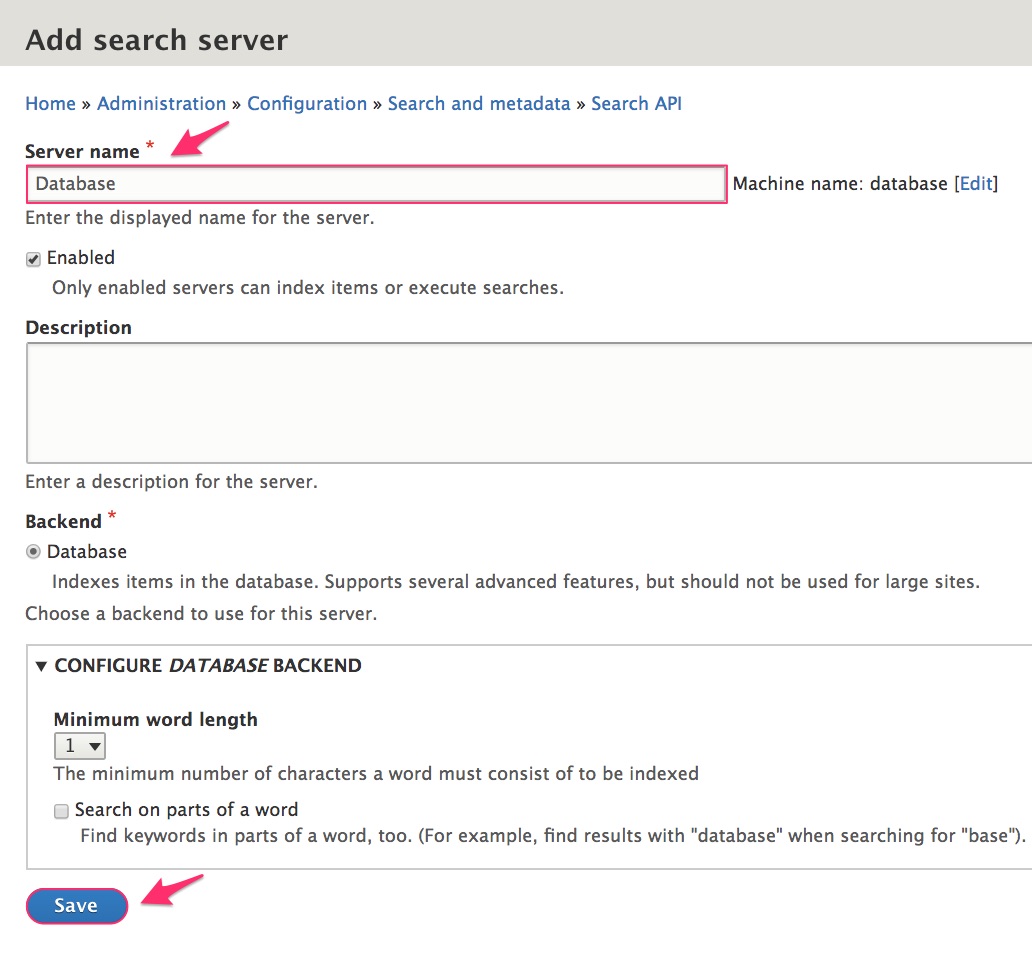 Add search server
Home » Administration » Configuration » Search and metadata » Search API
Server name *
Database Machine name: database [Edit]
Enter the displayed name for the server.
Enabled
Only enabled servers can index items or execute searches.
Description
Enter a description for the server.
Backend *
Database
Indexes items in the database. Supports several advanced features, but should not be used for large sites.
Choose a backend to use for this server.
▼ CONFIGURE DATABASE BACKEND
Minimum word length
1 ▼
The minimum number of characters a word must consist of to be indexed
Search on parts of a word
Find keywords in parts of a word, too. (For example, find results with "database" when searching for "base").
Save